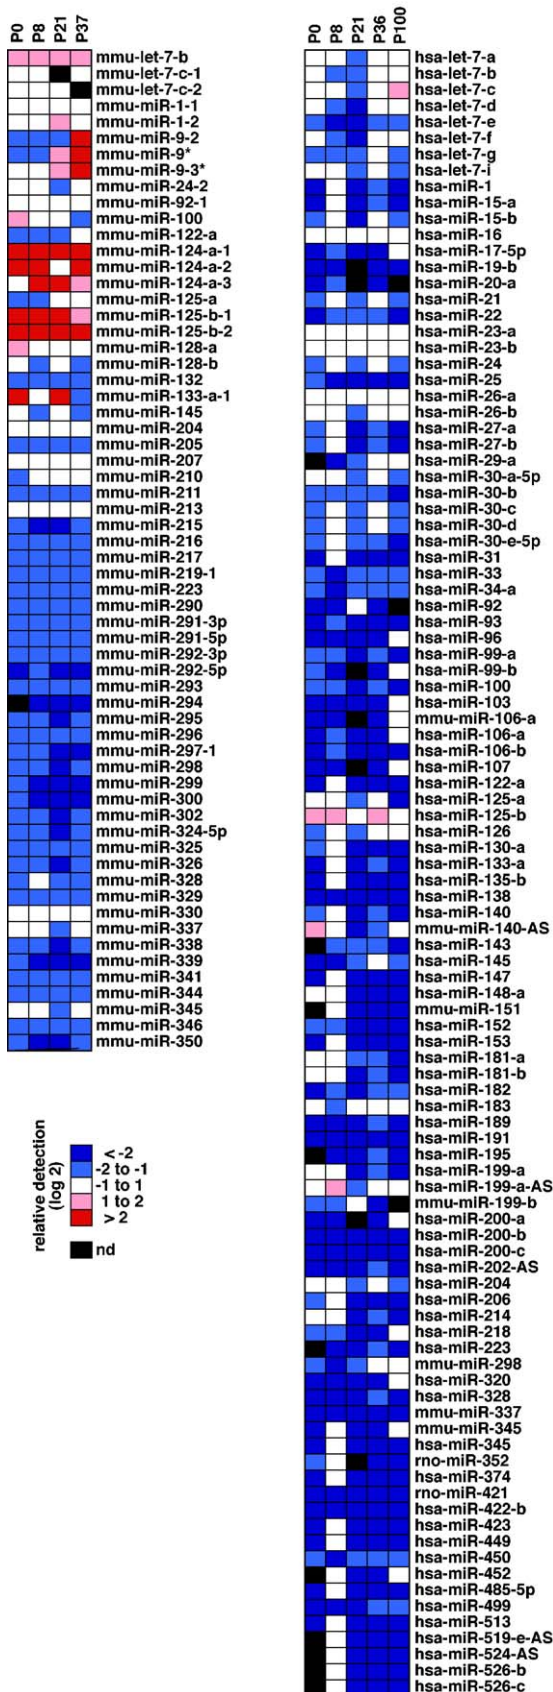 P0 P8 P21 P37
mmu-let-7-b
mmu-let-7-c-1
mmu-let-7-c-2
mmu-miR-1-1
mmu-miR-1-2
mmu-miR-9-2
mmu-miR-9*
mmu-miR-9-3*
mmu-miR-24-2
mmu-miR-92-1
mmu-miR-100
mmu-miR-122-a
mmu-miR-124-a-1
mmu-miR-124-a-2
mmu-miR-124-a-3
mmu-miR-125-a
mmu-miR-125-b-1
mmu-miR-125-b-2
mmu-miR-128-a
mmu-miR-128-b
mmu-miR-132
mmu-miR-133-a-1
mmu-miR-145
mmu-miR-204
mmu-miR-205
mmu-miR-207
mmu-miR-210
mmu-miR-211
mmu-miR-213
mmu-miR-215
mmu-miR-216
mmu-miR-217
mmu-miR-219-1
mmu-miR-223
mmu-miR-290
mmu-miR-291-3p
mmu-miR-291-5p
mmu-miR-292-3p
mmu-miR-292-5p
mmu-miR-293
mmu-miR-294
mmu-miR-295
mmu-miR-296
mmu-miR-297-1
mmu-miR-298
mmu-miR-299
mmu-miR-300
mmu-miR-302
mmu-miR-324-5p
mmu-miR-325
mmu-miR-326
mmu-miR-328
mmu-miR-329
mmu-miR-330
mmu-miR-337
mmu-miR-338
mmu-miR-339
mmu-miR-341
mmu-miR-344
mmu-miR-345
mmu-miR-346
mmu-miR-350
relative detection
(log 2)
< -2
-2 to -1
-1 to 1
1 to 2
> 2
nd
P0 P8 P21 P36 P100
hsa-let-7-a
hsa-let-7-b
hsa-let-7-c
hsa-let-7-d
hsa-let-7-e
hsa-let-7-f
hsa-let-7-g
hsa-let-7-i
hsa-miR-1
hsa-miR-15-a
hsa-miR-15-b
hsa-miR-16
hsa-miR-17-5p
hsa-miR-19-b
hsa-miR-20-a
hsa-miR-21
hsa-miR-22
hsa-miR-23-a
hsa-miR-23-b
hsa-miR-24
hsa-miR-25
hsa-miR-26-a
hsa-miR-26-b
hsa-miR-27-a
hsa-miR-27-b
hsa-miR-29-a
hsa-miR-30-a-5p
hsa-miR-30-b
hsa-miR-30-c
hsa-miR-30-d
hsa-miR-30-e-5p
hsa-miR-31
hsa-miR-33
hsa-miR-34-a
hsa-miR-92
hsa-miR-93
hsa-miR-96
hsa-miR-99-a
hsa-miR-99-b
hsa-miR-100
hsa-miR-103
mmu-miR-106-a
hsa-miR-106-a
hsa-miR-106-b
hsa-miR-107
hsa-miR-122-a
hsa-miR-125-a
hsa-miR-125-b
hsa-miR-126
hsa-miR-130-a
hsa-miR-133-a
hsa-miR-135-b
hsa-miR-138
hsa-miR-140
mmu-miR-140-AS
hsa-miR-143
hsa-miR-145
hsa-miR-147
hsa-miR-148-a
mmu-miR-151
hsa-miR-152
hsa-miR-153
hsa-miR-181-a
hsa-miR-181-b
hsa-miR-182
hsa-miR-183
hsa-miR-189
hsa-miR-191
hsa-miR-195
hsa-miR-199-a
hsa-miR-199-a-AS
mmu-miR-199-b
hsa-miR-200-a
hsa-miR-200-b
hsa-miR-200-c
hsa-miR-202-AS
hsa-miR-204
hsa-miR-206
hsa-miR-214
hsa-miR-218
hsa-miR-223
mmu-miR-298
hsa-miR-320
hsa-miR-328
mmu-miR-337
mmu-miR-345
hsa-miR-345
rno-miR-352
hsa-miR-374
rno-miR-421
hsa-miR-422-b
hsa-miR-423
hsa-miR-449
hsa-miR-450
hsa-miR-452
hsa-miR-485-5p
hsa-miR-499
hsa-miR-513
hsa-miR-519-e-AS
hsa-miR-524-AS
hsa-miR-526-b
hsa-miR-526-c